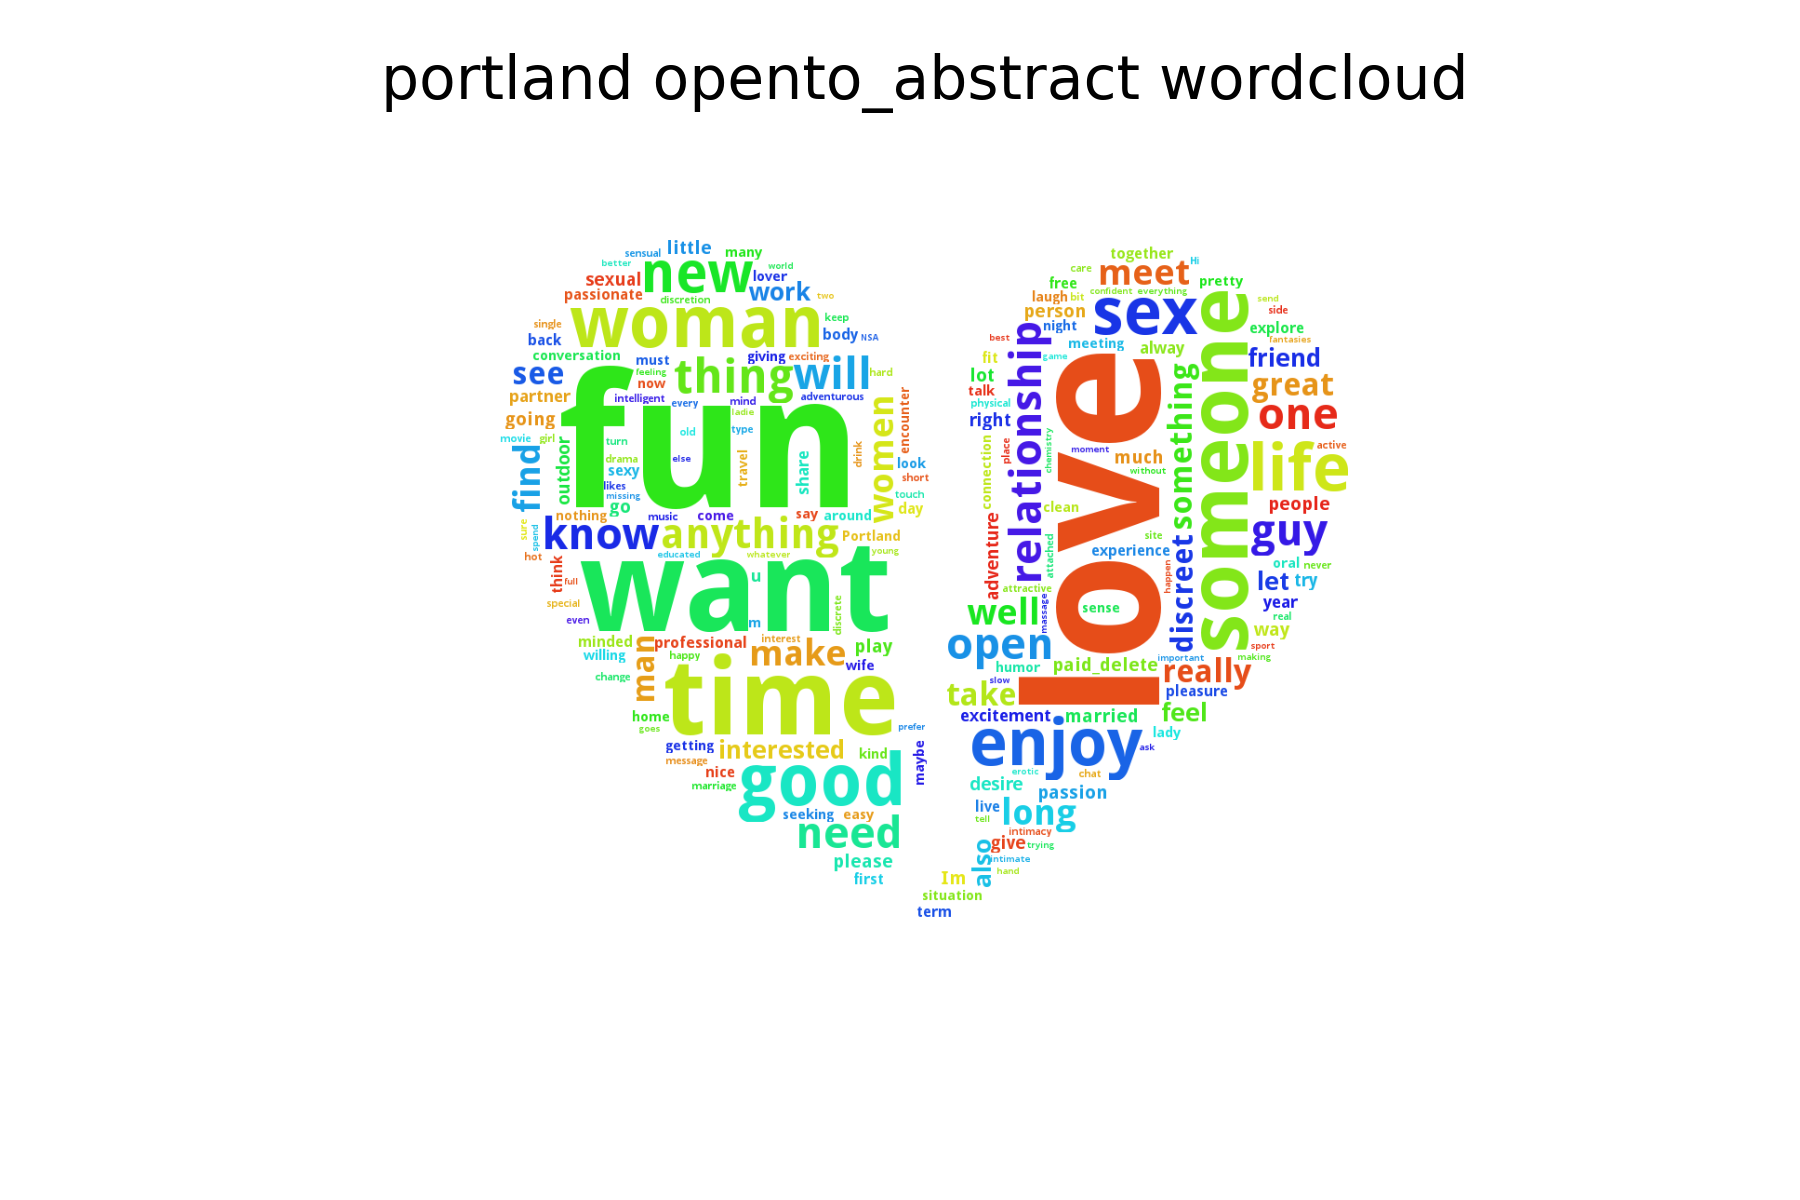 portland opento_abstract wordcloud
sensual little many
better new world
sexual lover
passionate discretion work two
single woman keep
back body NSA
conversation must giving exciting
see feeling thing will hard
partner now intelligent every mind adventurous
going fun ladie
movie girl turn old type
outdoor drama else travel share drink women encounter
find sexy look
likes short
missing go touch
nothing music come say around day
sure spend know anything Portland
hot educated whatever young
think full want u
special discrete
even m
minded professional interest play
willing man happy make wife
change time
home prefer
goes
getting interested kind maybe
message nice good
marriage
seeking easy
need
please
first
together Hi
care meet
free confident everything pretty
laugh bit sex send
person side
night explore
best relationship meeting alway fantasies
fit game love someone friend
lot something great
talk
physical one
right
connection place chemistry moment much life active
without
clean people
adventure attached site guy
experience
attractive happen discreet oral never
let try
massage sense year
well real
open way
sport
humor paid_delete important making
slow really
take pleasure
excitement married feel
enjoy lady
ask
erotic chat
desire passion
live long
tell
intimacy
give trying
also intimate
Im hand
situation
term